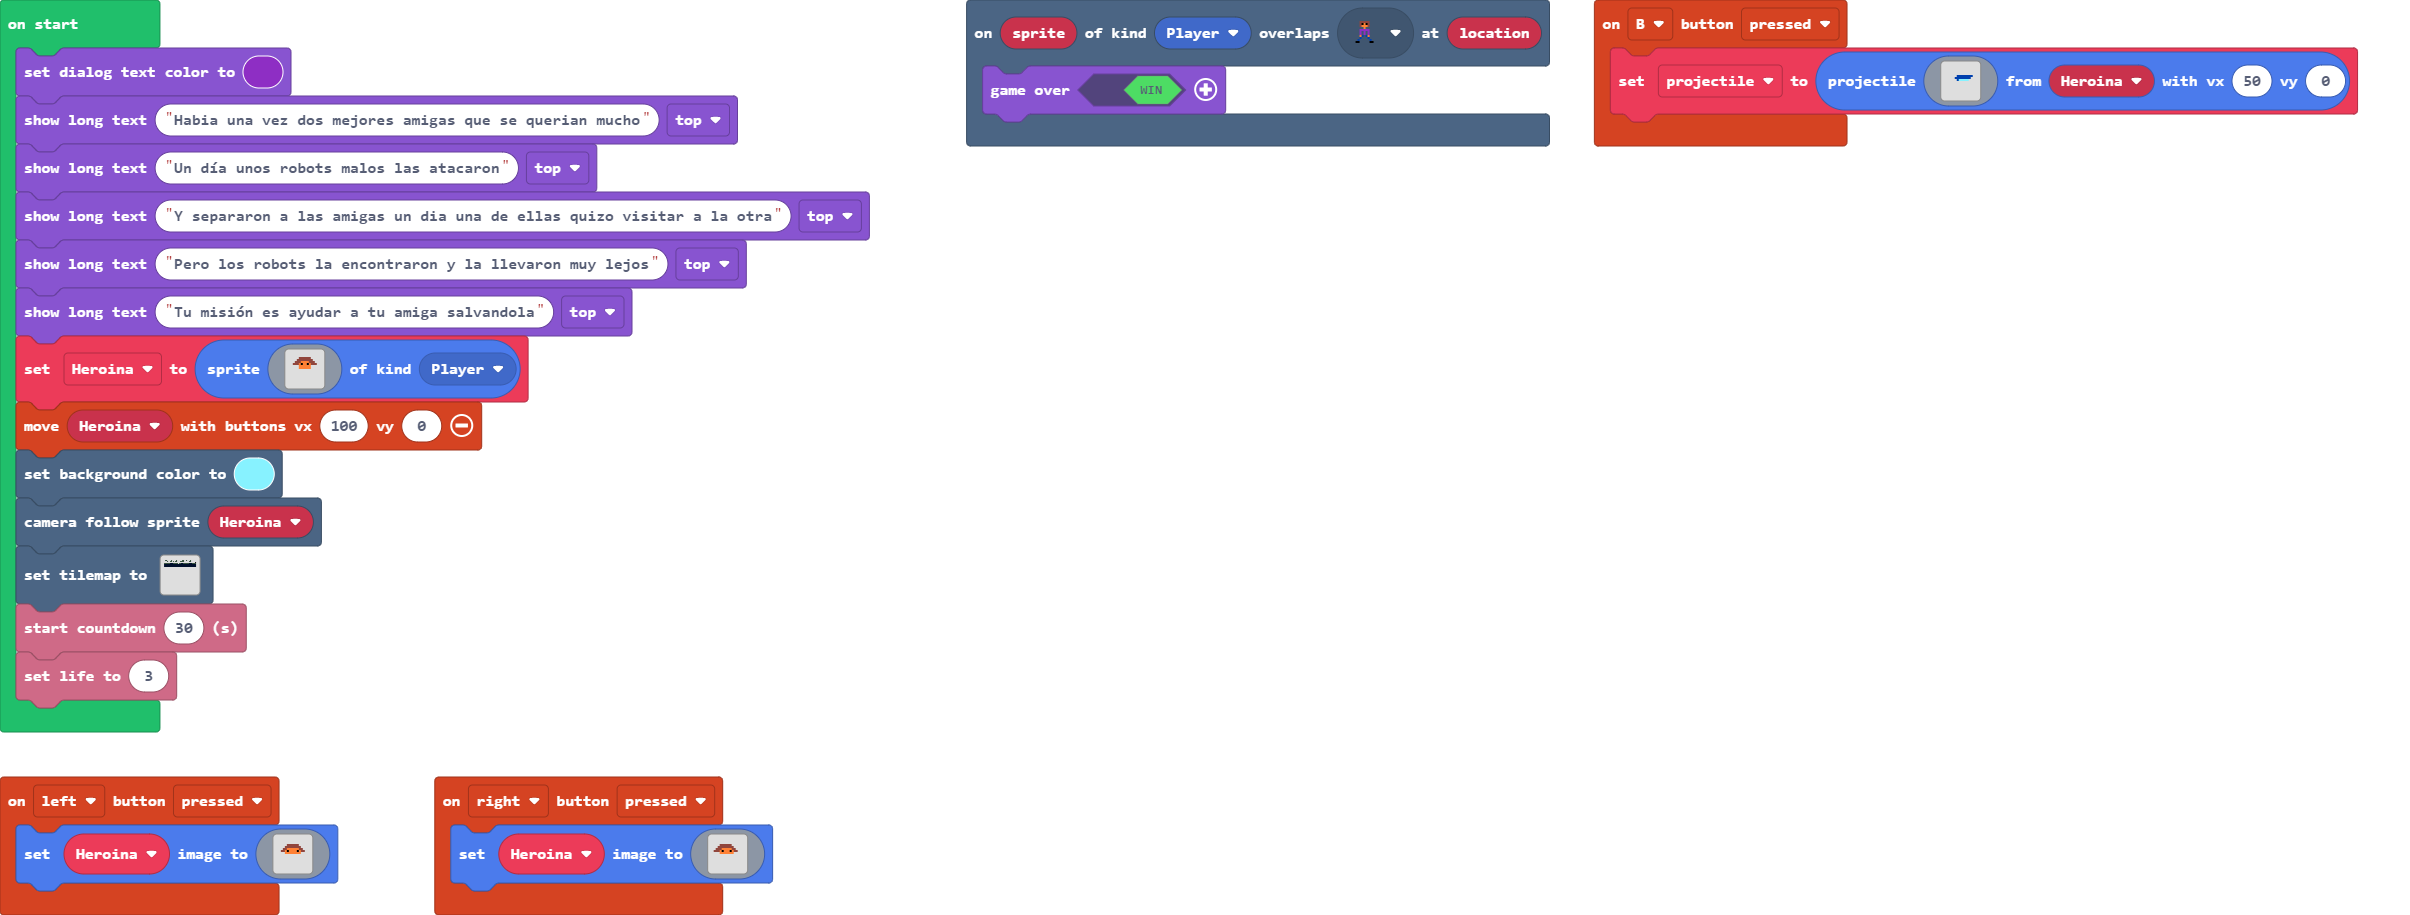 on start
set dialog text color to
show long text "Habia una vez dos mejores amigas que se querian mucho" top
show long text "Un día unos robots malos las atacaron" top
show long text "Y separaron a las amigas un dia una de ellas quizo visitar a la otra" top
show long text "Pero los robots la encontraron y la llevaron muy lejos" top
show long text "Tu misión es ayudar a tu amiga salvandola" top
set Heroina to sprite of kind Player
move Heroina with buttons vx 100 vy 0
set background color to
camera follow sprite Heroina
set tilemap to
start countdown 30 (s)
set life to 3
on sprite of kind Player overlaps at location
game over WIN
on B button pressed
set projectile to projectile from Heroina with vx 50 vy 0
on left button pressed
set Heroina image to
on right button pressed
set Heroina image to